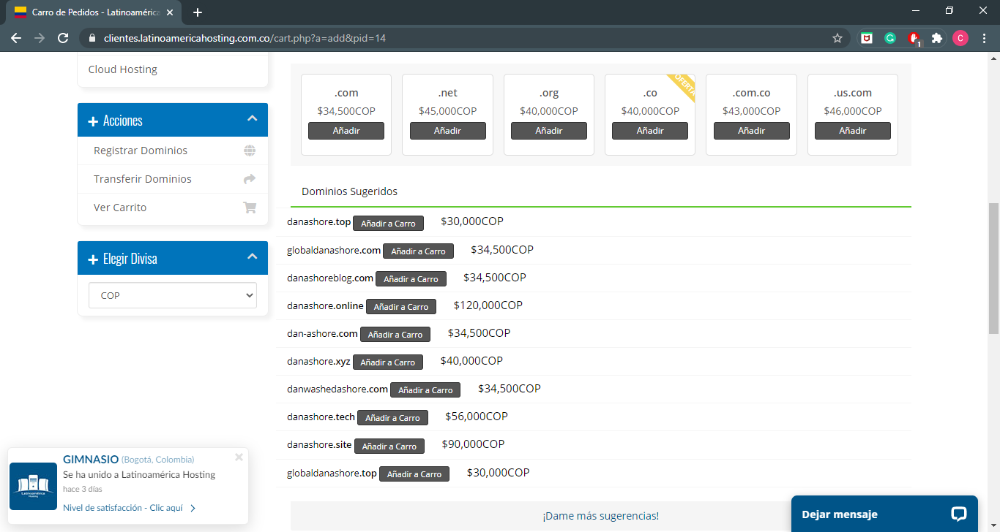 Carro de Pedidos - Latinoamérica
clientes.latinoamericahosting.com.co/cart.php?a=add&pid=14
1
C
Cloud Hosting
Acciones
Registrar Dominios
Transferir Dominios
Ver Carrito
Elegir Divisa
COP
.com .net .org .co .com.co .us.com
OFERTA
$34,500COP $45,000COP $40,000COP $40,000COP $43,000COP $46,000COP
Añadir Añadir Añadir Añadir Añadir Añadir
Dominios Sugeridos
danashore.top Añadir a Carro $30,000COP
globaldanashore.com Añadir a Carro $34,500COP
danashoreblog.com Añadir a Carro $34,500COP
danashore.online Añadir a Carro $120,000COP
dan-ashore.com Añadir a Carro $34,500COP
danashore.xyz Añadir a Carro $40,000COP
danwashedashore.com Añadir a Carro $34,500COP
danashore.tech Añadir a Carro $56,000COP
danashore.site Añadir a Carro $90,000COP
globaldanashore.top Añadir a Carro $30,000COP
¡Dame más sugerencias!
Latinoamérica
Hosting
GIMNASIO (Bogotá, Colombia)
Se ha unido a Latinoamérica Hosting
hace 3 días
Nivel de satisfacción - Clic aquí
Dejar mensaje